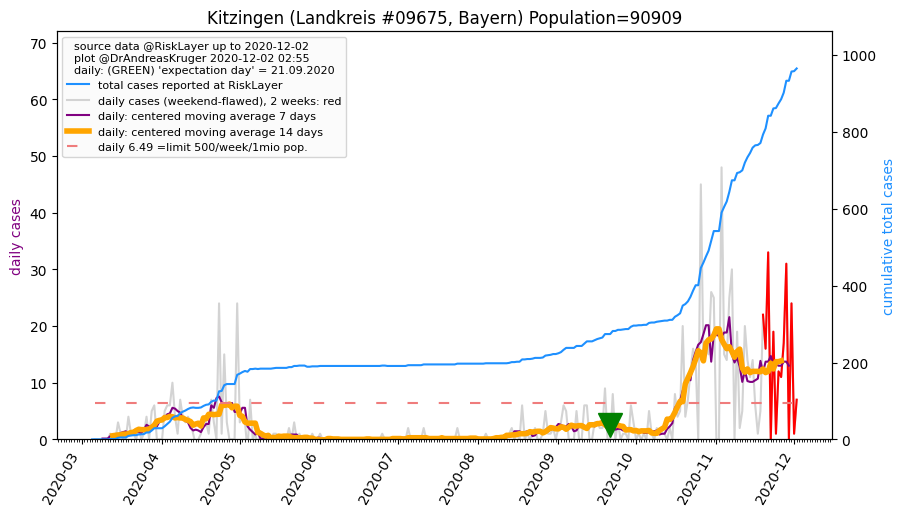 Kitzingen (Landkreis #09675, Bayern) Population=90909
source data @RiskLayer up to 2020-12-02
plot @DrAndreasKruger 2020-12-02 02:55
daily: (GREEN) 'expectation day' = 21.09.2020
total cases reported at RiskLayer
daily cases (weekend-flawed), 2 weeks: red
daily: centered moving average 7 days
daily: centered moving average 14 days
daily 6.49 =limit 500/week/1mio pop.
daily cases
70
60
50
40
30
20
10
0
cumulative total cases
1000
800
600
400
200
0
2020-03
2020-04
2020-05
2020-06
2020-07
2020-08
2020-09
2020-10
2020-11
2020-12